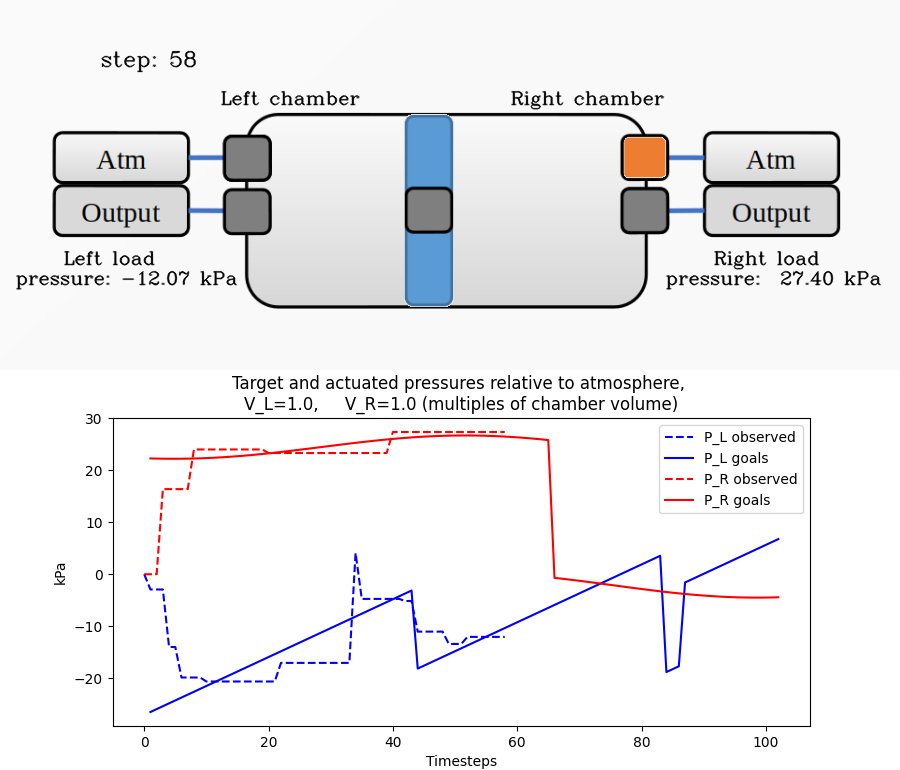 step: 58
Left chamber
Right chamber
Atm
Atm
Output
Output
Left load
pressure: −12.07 kPa
Right load
pressure: 27.40 kPa
Target and actuated pressures relative to atmosphere,
V_L=1.0, V_R=1.0 (multiples of chamber volume)
30
20
10
0
−10
−20
kPa
P_L observed
P_L goals
P_R observed
P_R goals
0 20 40 60 80 100
Timesteps